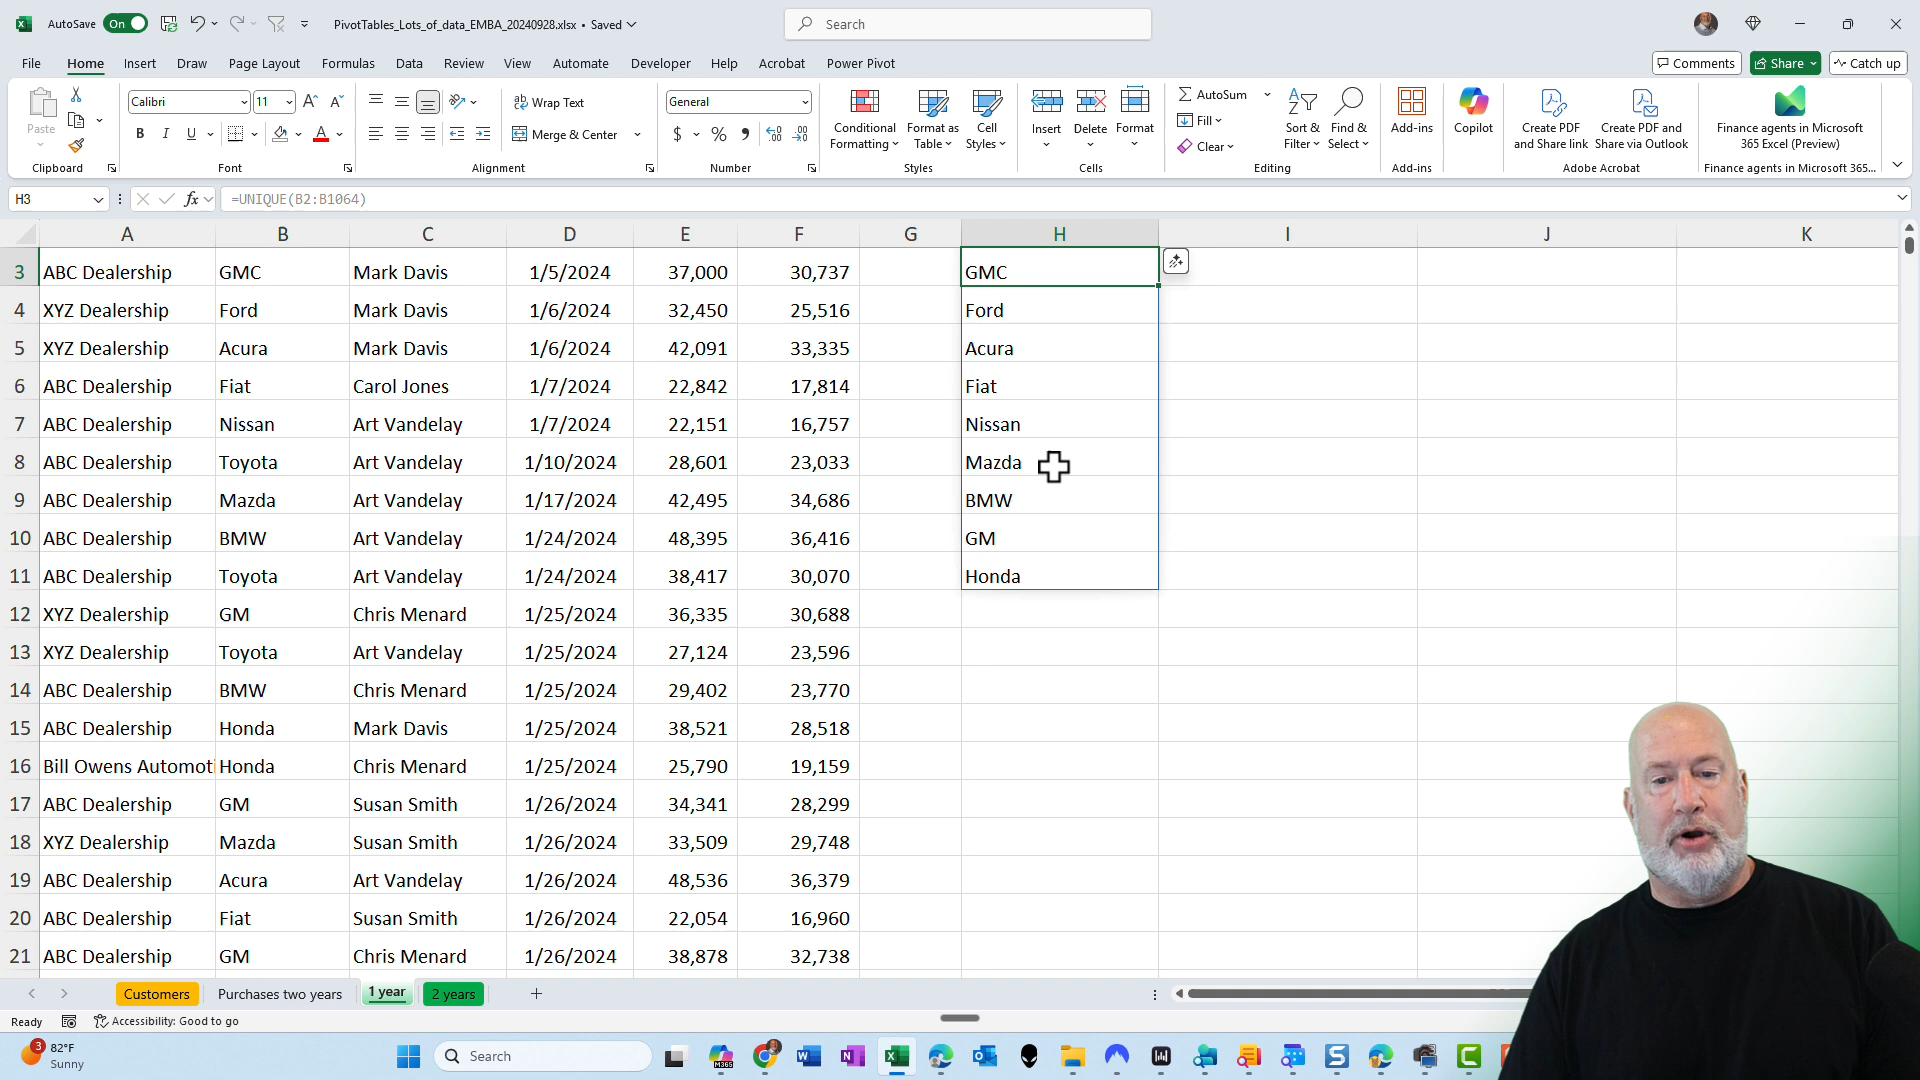 AutoSave On PivotTables_Lots_of_data_EMBA_20240928.xlsx • Saved Search
File Home Insert Draw Page Layout Formulas Data Review View Automate Developer Help Acrobat Power Pivot Comments Share Catch up
Calibri 11 Wrap Text General AutoSum
Paste Conditional Formatting Format as Table Cell Styles Insert Delete Format Fill Sort & Filter Find & Select Add-ins Copilot Create PDF and Share link Create PDF and Share via Outlook Finance agents in Microsoft 365 Excel (Preview)
B I U A Merge & Center $ % Clear
Clipboard Font Alignment Number Styles Cells Editing Add-ins Adobe Acrobat Finance agents in Microsoft 365...
H3 fx =UNIQUE(B2:B1064)
A B C D E F G H I J K
3 ABC Dealership GMC Mark Davis 1/5/2024 37,000 30,737 GMC
4 XYZ Dealership Ford Mark Davis 1/6/2024 32,450 25,516 Ford
5 XYZ Dealership Acura Mark Davis 1/6/2024 42,091 33,335 Acura
6 ABC Dealership Fiat Carol Jones 1/7/2024 22,842 17,814 Fiat
7 ABC Dealership Nissan Art Vandelay 1/7/2024 22,151 16,757 Nissan
8 ABC Dealership Toyota Art Vandelay 1/10/2024 28,601 23,033 Mazda
9 ABC Dealership Mazda Art Vandelay 1/17/2024 42,495 34,686 BMW
10 ABC Dealership BMW Art Vandelay 1/24/2024 48,395 36,416 GM
11 ABC Dealership Toyota Art Vandelay 1/24/2024 38,417 30,070 Honda
12 XYZ Dealership GM Chris Menard 1/25/2024 36,335 30,688
13 XYZ Dealership Toyota Art Vandelay 1/25/2024 27,124 23,596
14 ABC Dealership BMW Chris Menard 1/25/2024 29,402 23,770
15 ABC Dealership Honda Mark Davis 1/25/2024 38,521 28,518
16 Bill Owens Automoti Honda Chris Menard 1/25/2024 25,790 19,159
17 ABC Dealership GM Susan Smith 1/26/2024 34,341 28,299
18 XYZ Dealership Mazda Susan Smith 1/26/2024 33,509 29,748
19 ABC Dealership Acura Art Vandelay 1/26/2024 48,536 36,379
20 ABC Dealership Fiat Susan Smith 1/26/2024 22,054 16,960
21 ABC Dealership GM Chris Menard 1/26/2024 38,878 32,738
Customers Purchases two years 1 year 2 years
Ready Accessibility: Good to go
3 82°F
Sunny
Search M365